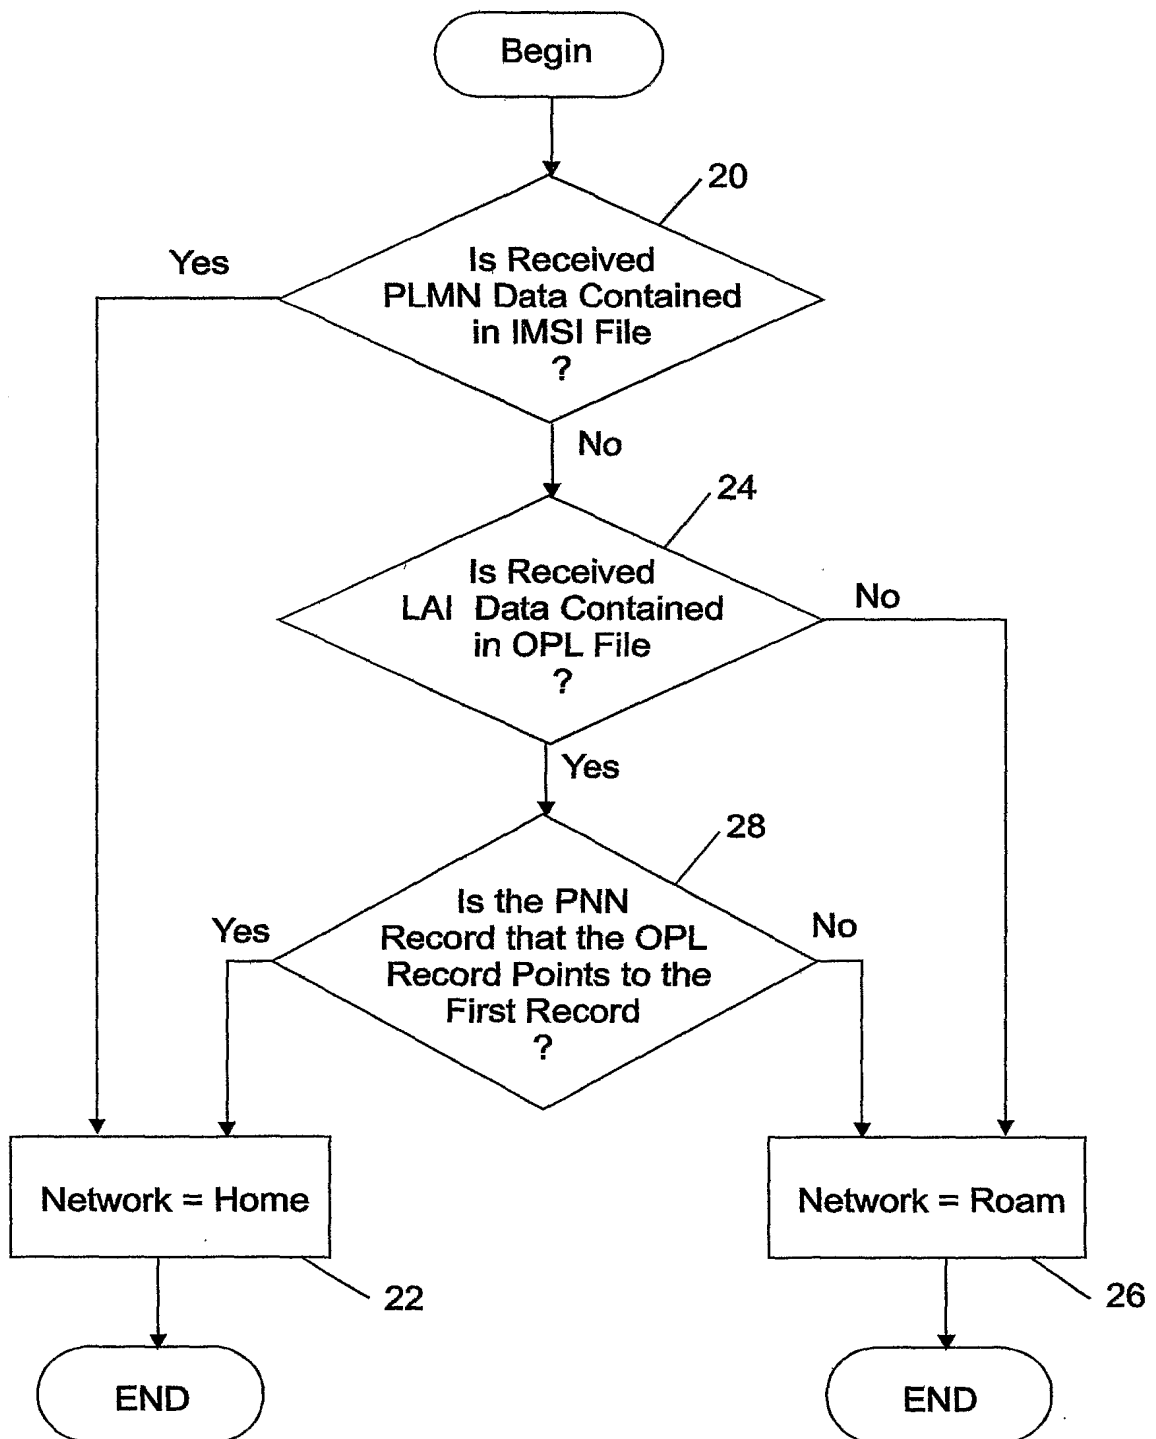 Begin
20
Yes
Is Received
PLMN Data Contained
in IMSI File
?
No
24
Is Received
LAI Data Contained
in OPL File
?
No
Yes
28
Is the PNN
Record that the OPL
Record Points to the
First Record
?
Yes
No
Network = Home
Network = Roam
22
26
END
END